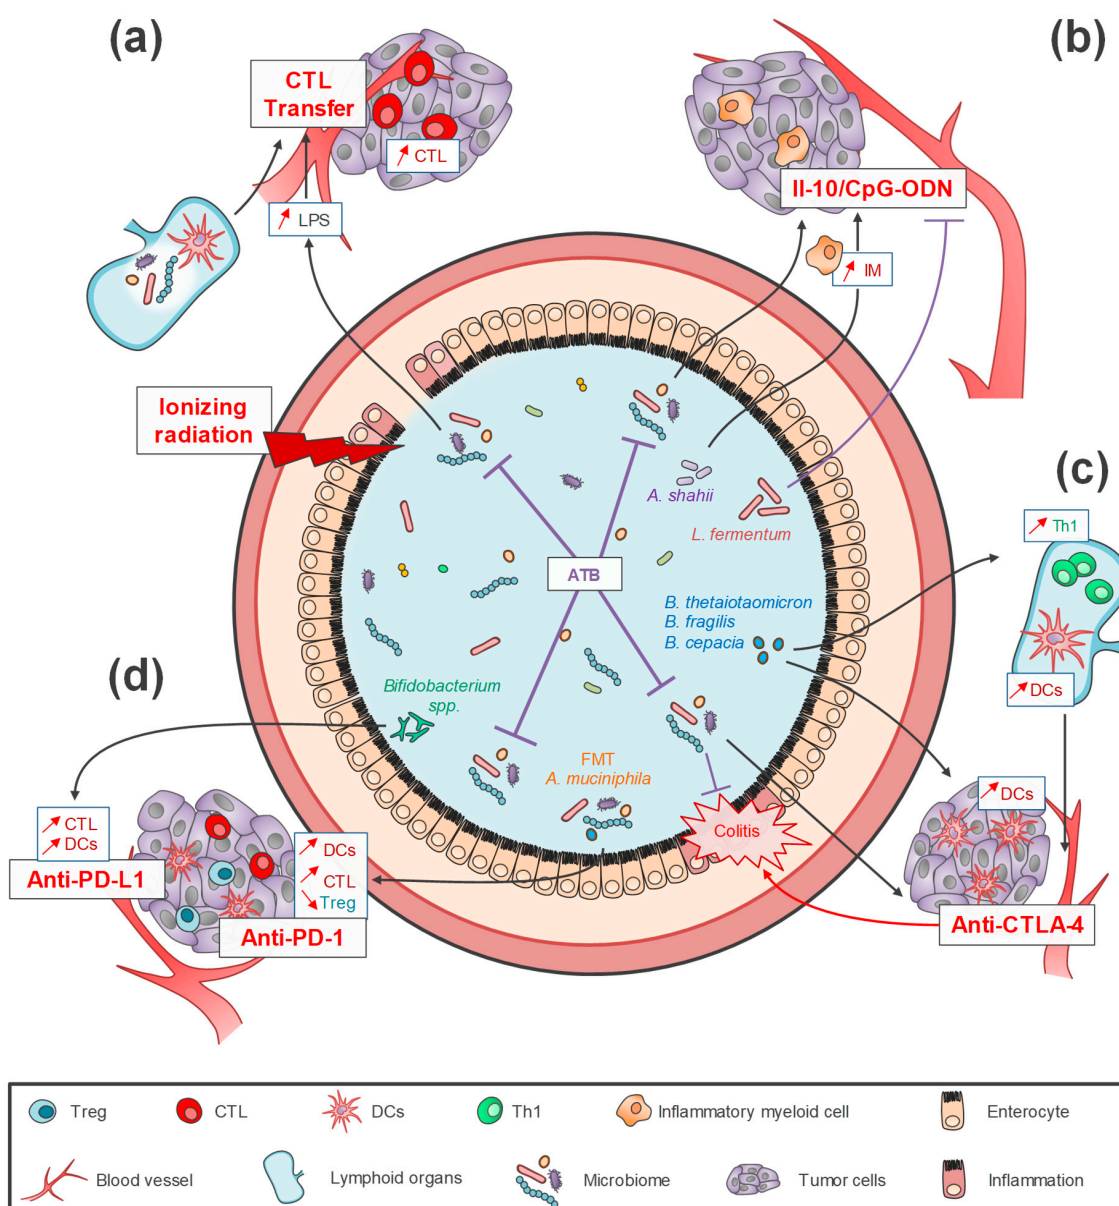 (a)
CTL
Transfer
CTL
LPS
(b)
Il-10/CpG-ODN
IM
Ionizing
radiation
A. shahii
L. fermentum
ATB
B. thetaiotaomicron
B. fragilis
B. cepacia
(c)
Th1
DCs
DCs
Anti-CTLA-4
Colitis
(d)
Bifidobacterium
spp.
FMT
A. muciniphila
CTL
DCs
Anti-PD-L1
DCs
CTL
Treg
Anti-PD-1
Treg
CTL
DCs
Th1
Inflammatory myeloid cell
Enterocyte
Blood vessel
Lymphoid organs
Microbiome
Tumor cells
Inflammation